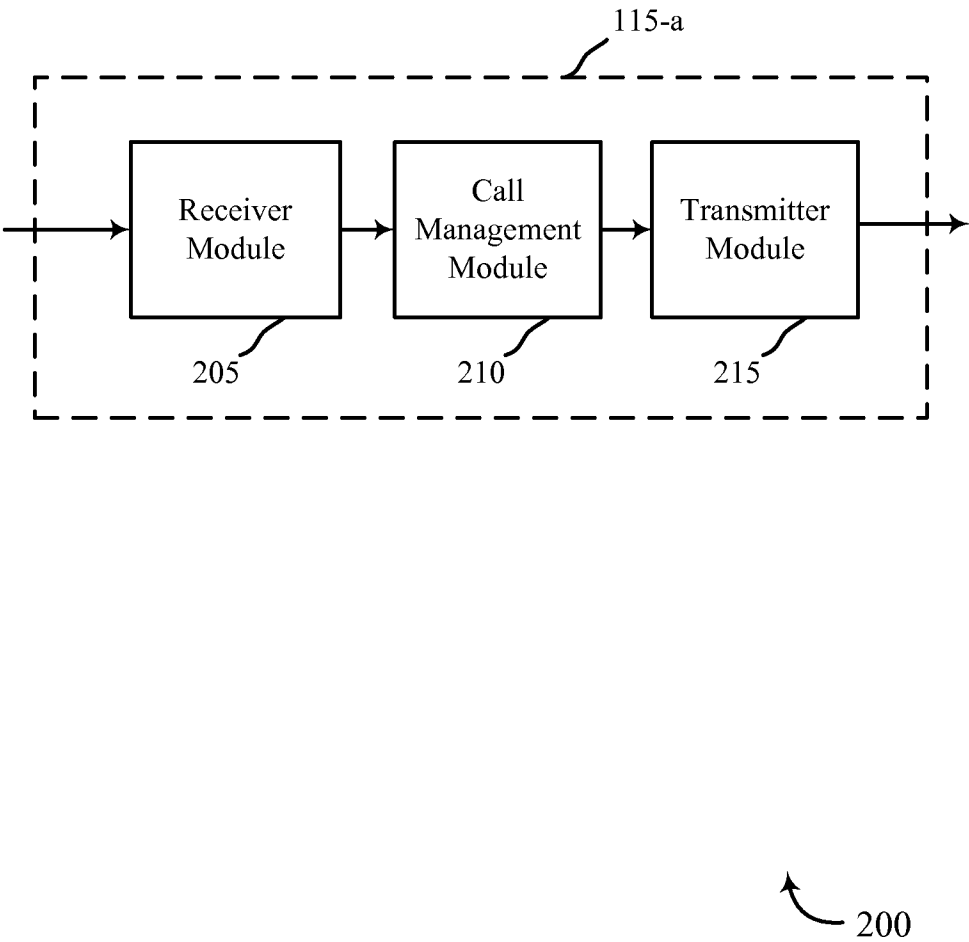 115-a
Receiver
Module
Call
Management
Module
Transmitter
Module
205
210
215
200